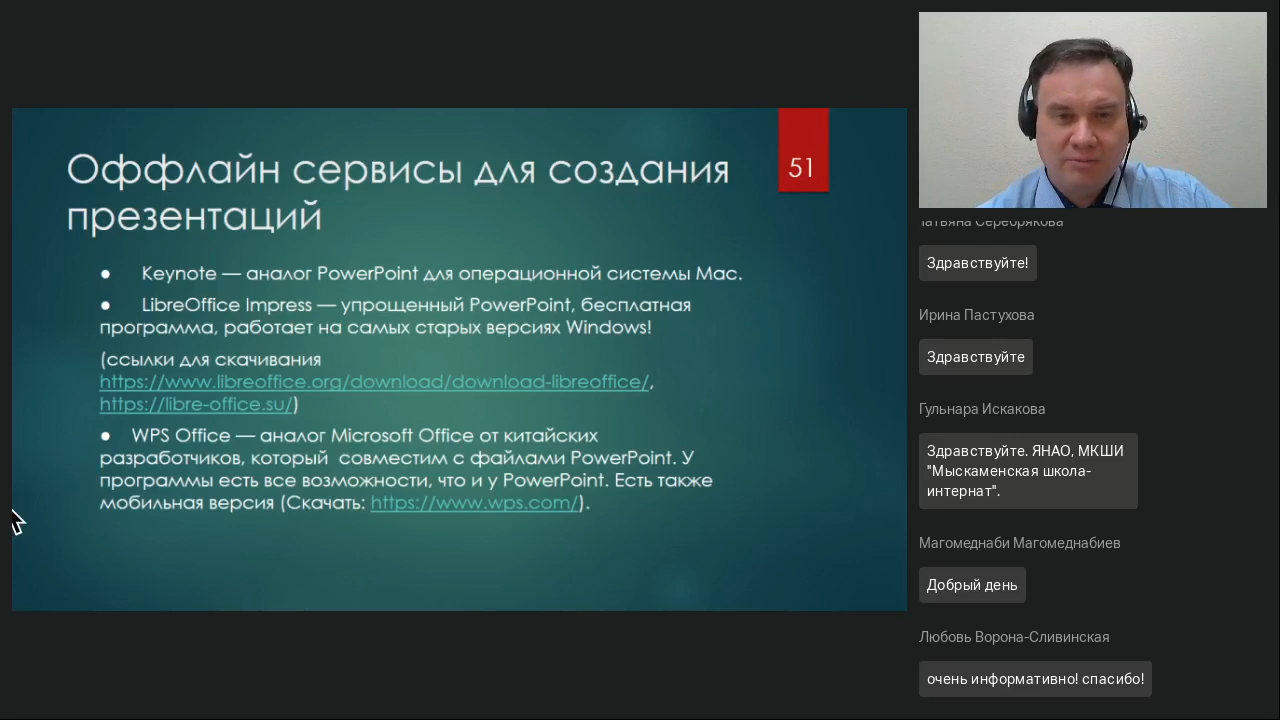 Оффлайн сервисы для создания
презентаций
51
● Keynote — аналог PowerPoint для операционной системы Mac.
● LibreOffice Impress — упрощенный PowerPoint, бесплатная
программа, работает на самых старых версиях Windows!
(ссылки для скачивания
https://www.libreoffice.org/download/download-libreoffice/,
https://libre-office.su/)
● WPS Office — аналог Microsoft Office от китайских
разработчиков, который совместим с файлами PowerPoint. У
программы есть все возможности, что и у PowerPoint. Есть также
мобильная версия (Скачать: https://www.wps.com/).
Татьяна Серебрякова
Здравствуйте!
Ирина Пастухова
Здравствуйте
Гульнара Искакова
Здравствуйте. ЯНАО, МКШИ
"Мыскаменская школа-
интернат".
Магомеднаби Магомеднабиев
Добрый день
Любовь Ворона-Сливинская
очень информативно! спасибо!